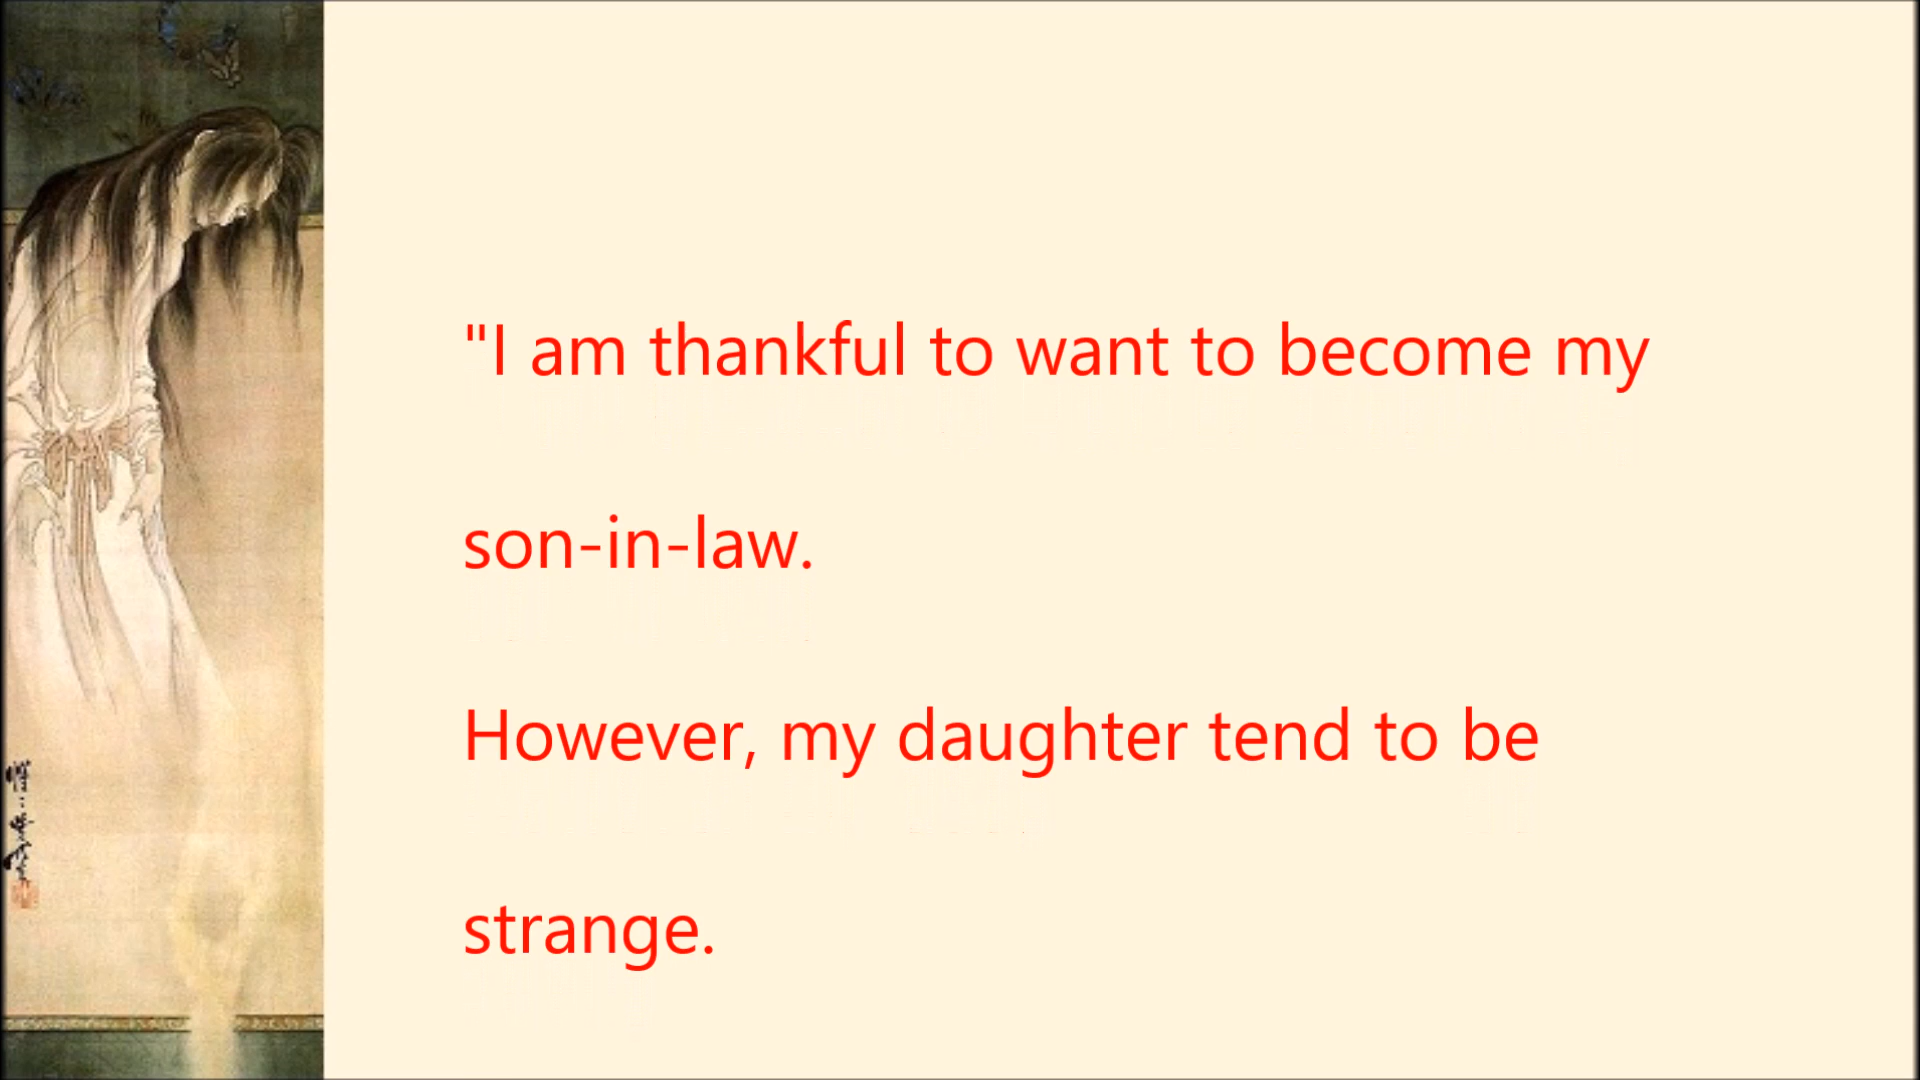 "I am thankful to want to become my
son-in-law.
However, my daughter tend to be
strange.